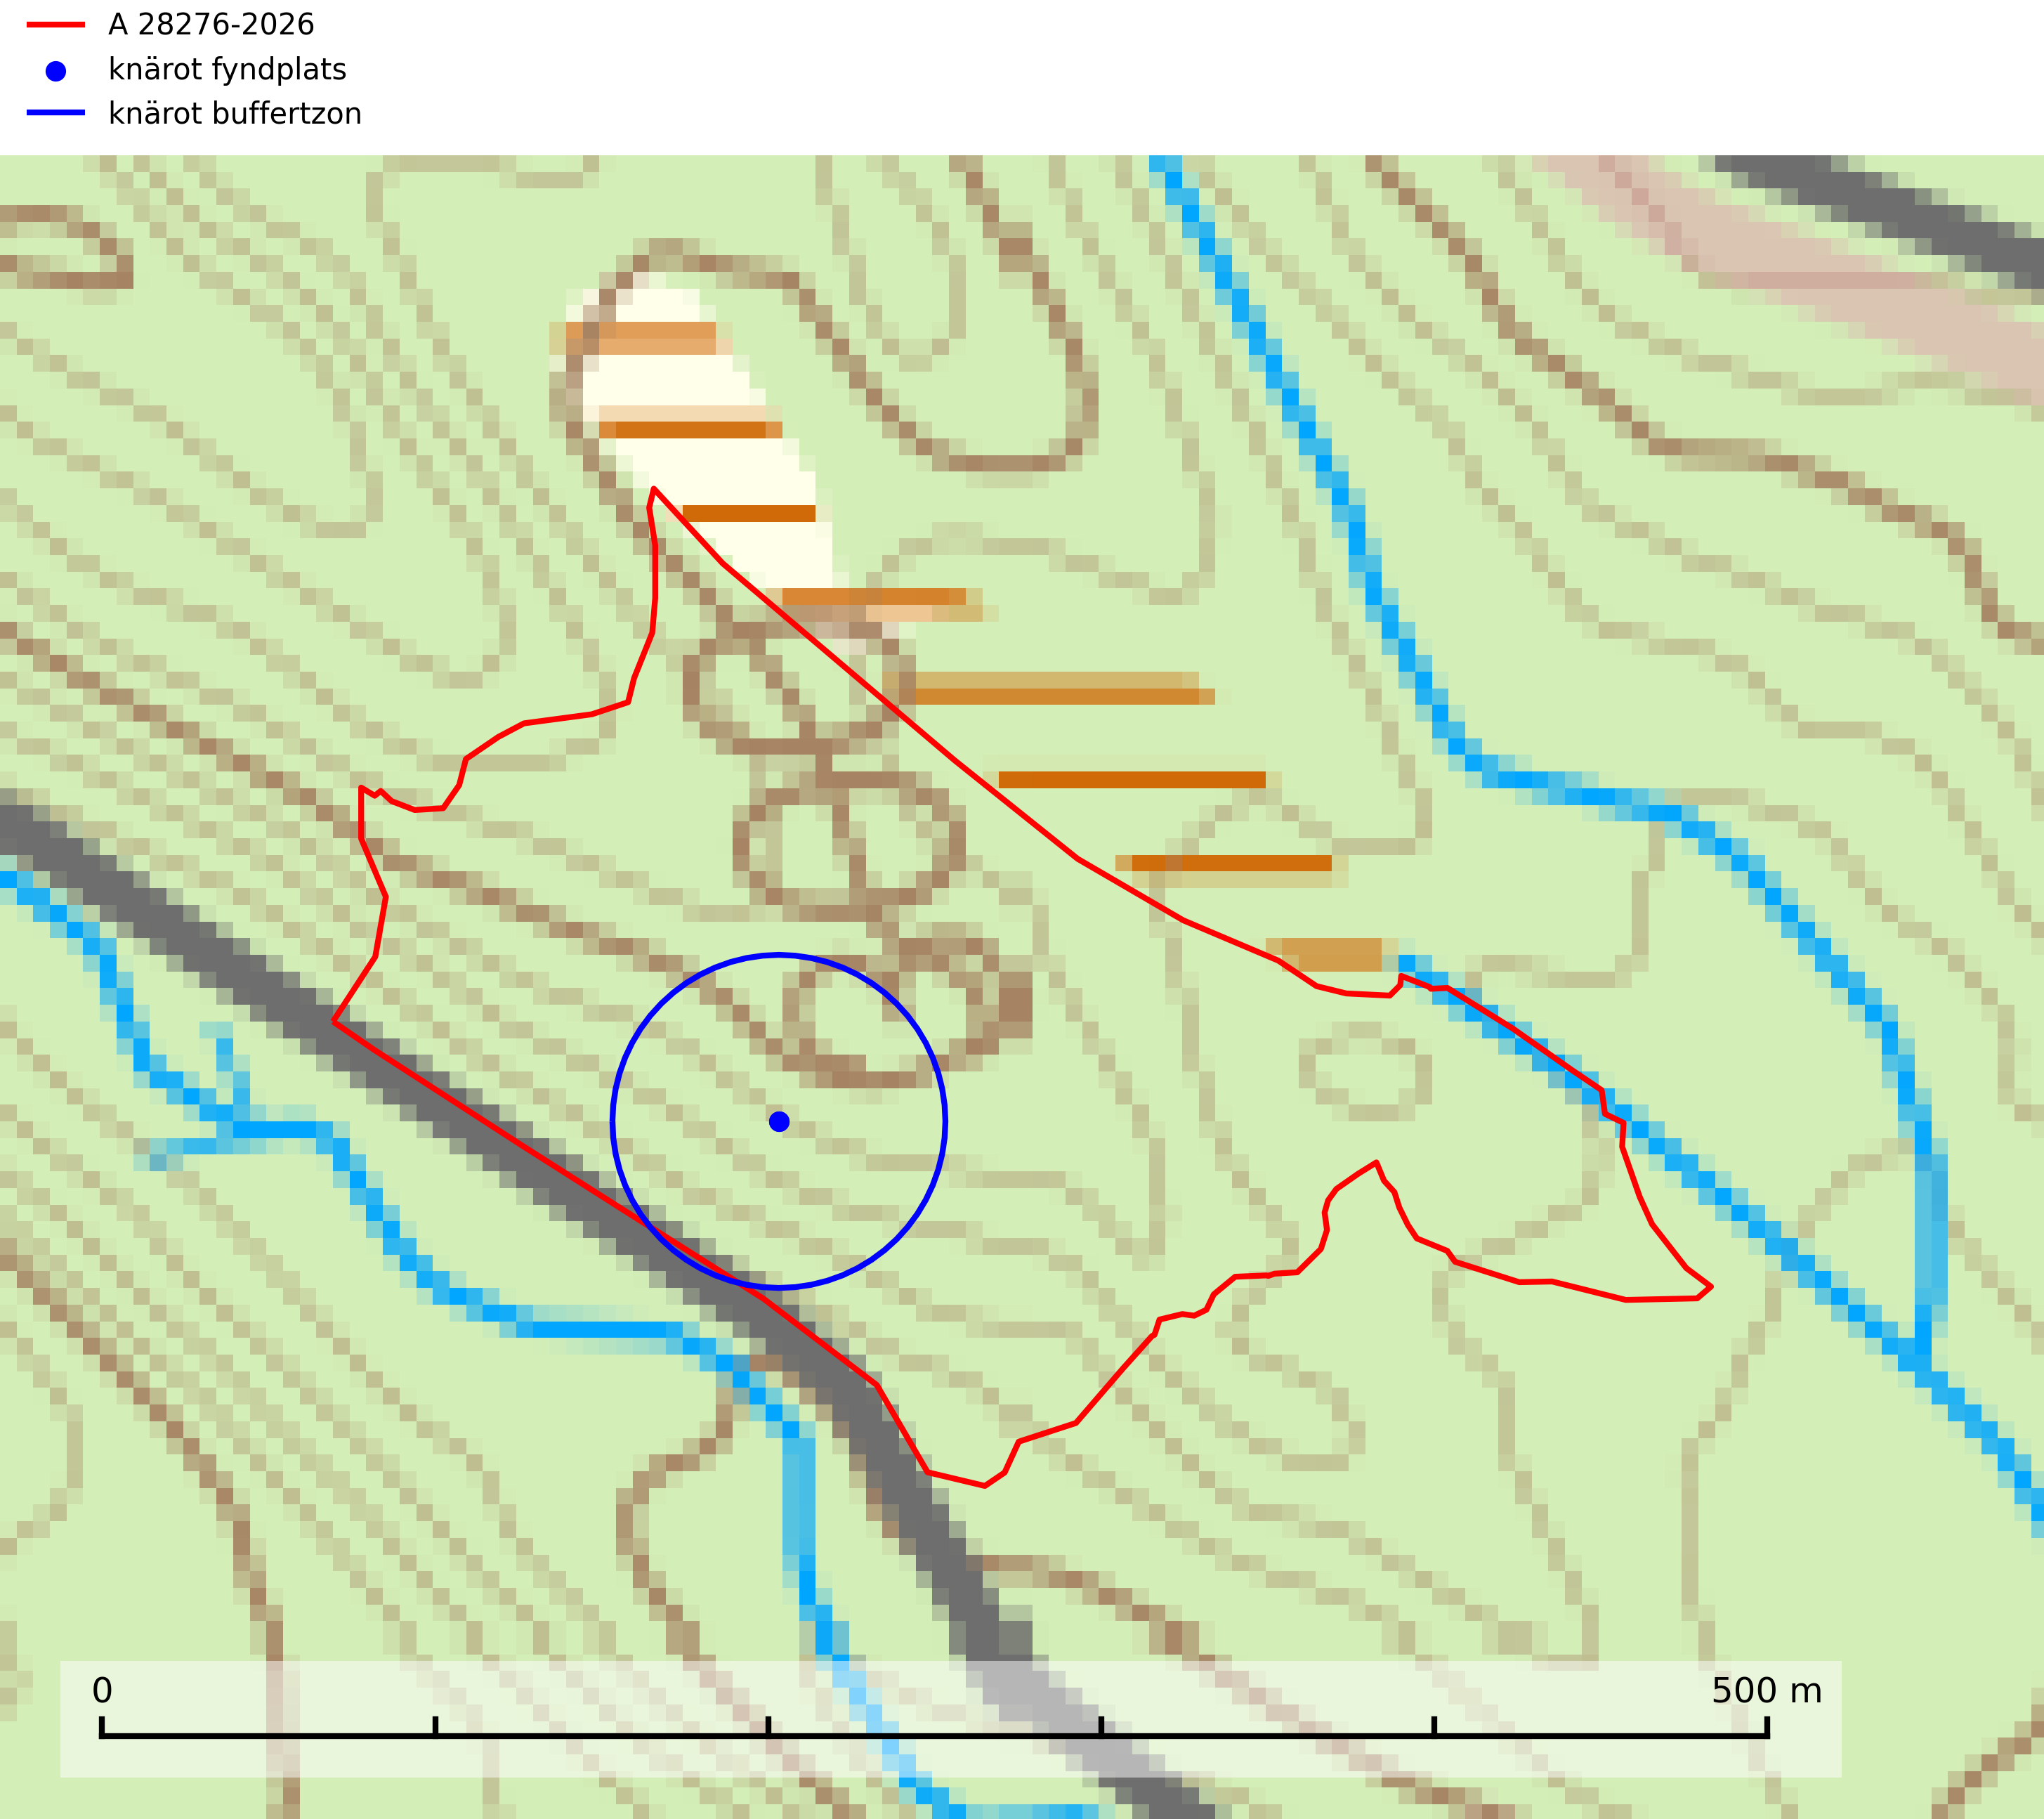 A 28276-2026
knärot fyndplats
knärot buffertzon
0
500 m